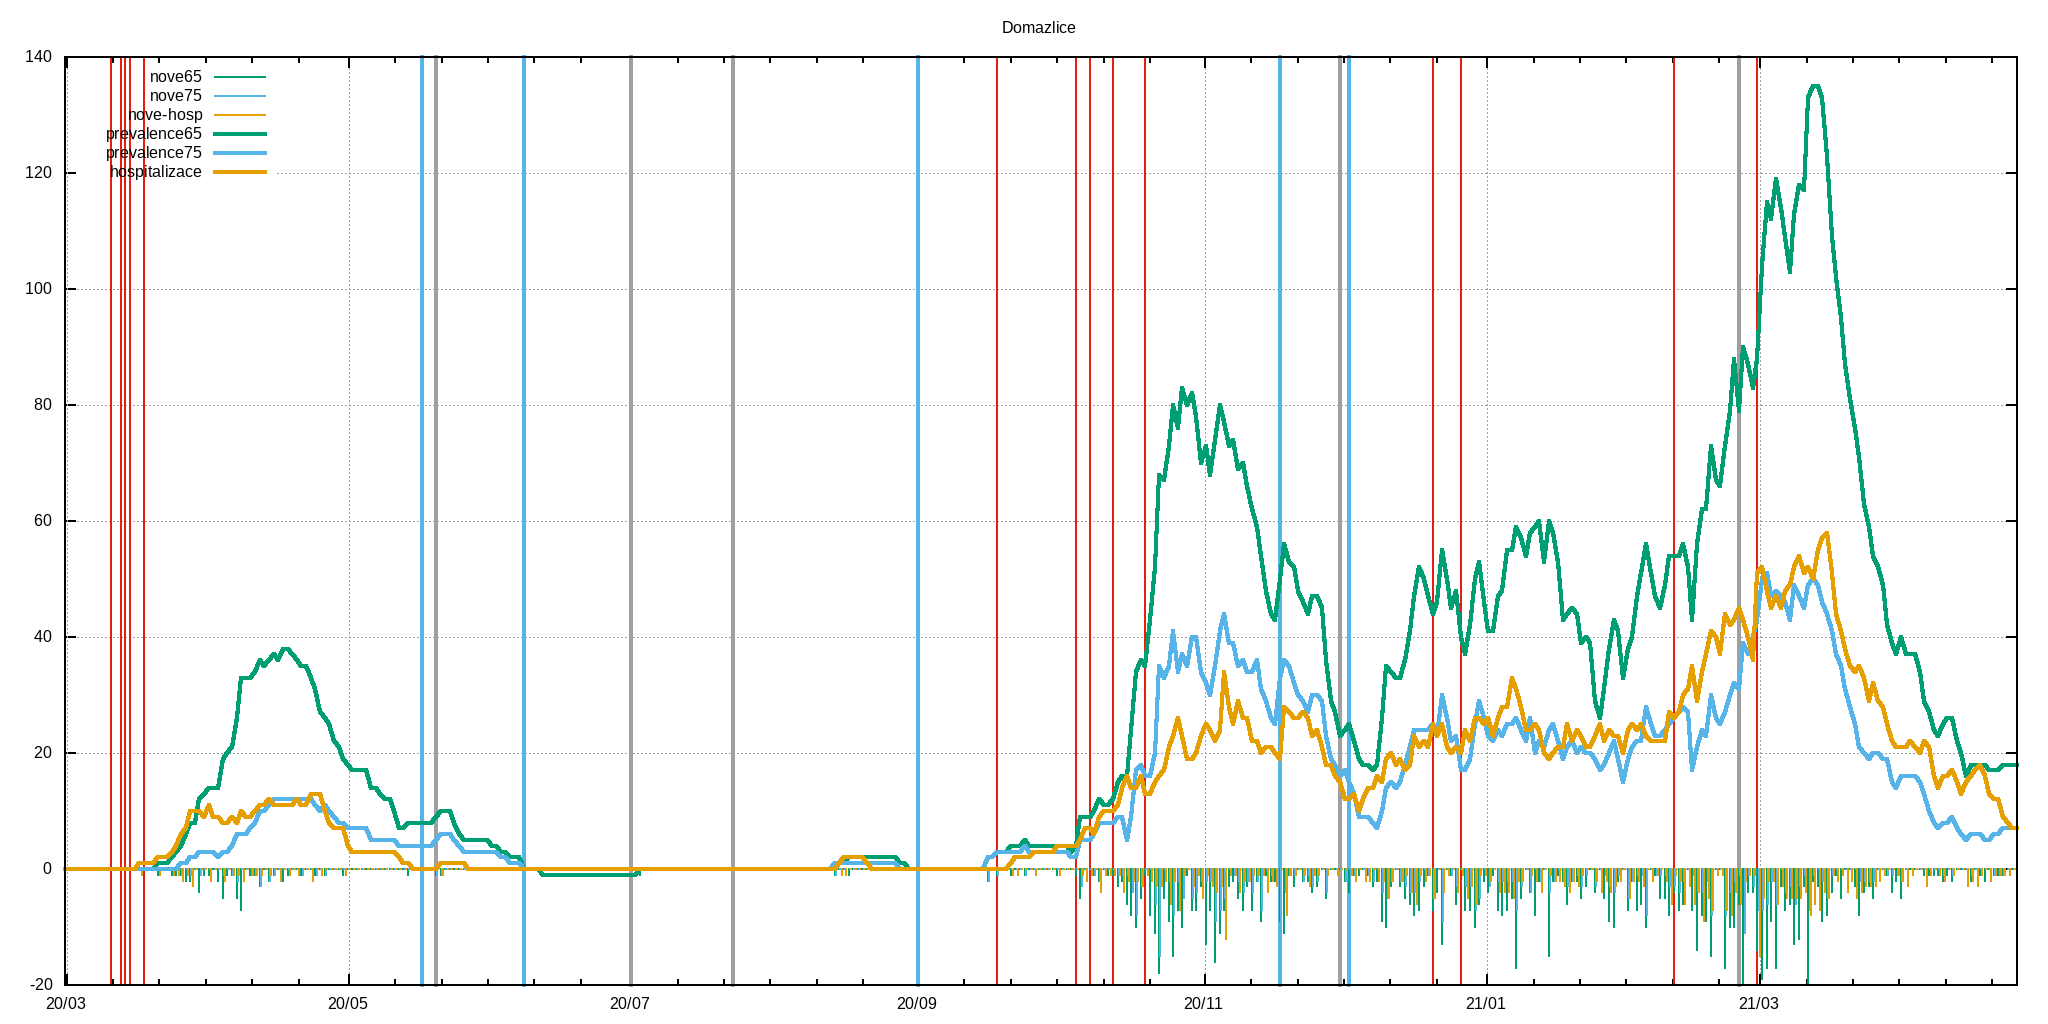 Domazlice
140
120
100
80
60
40
20
0
-20
nove65
nove75
nove-hosp
prevalence65
prevalence75
hospitalizace
20/03 20/05 20/07 20/09 20/11 21/01 21/03